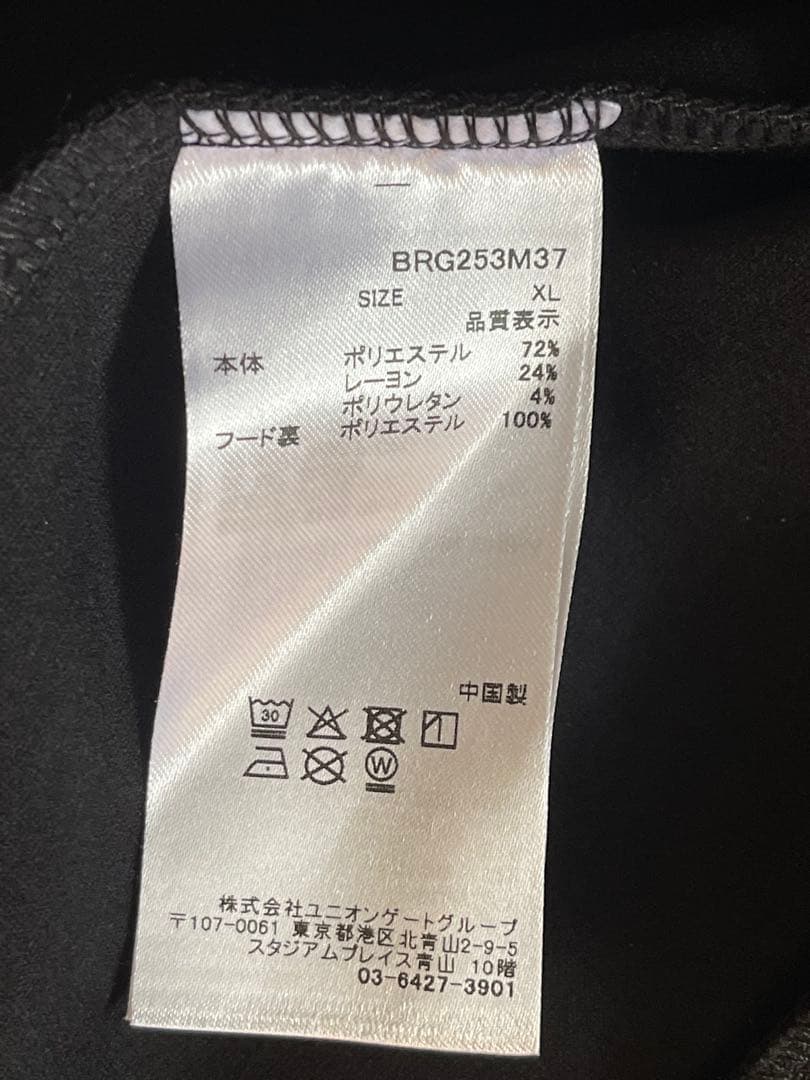 BRG253M37
SIZE XL
品質表示
本体 ポリエステル 72%
レーヨン 24%
ポリウレタン 4%
フード裏 ポリエステル 100%
中国製
30
W
株式会社ユニオンゲートグループ
〒107-0061 東京都港区北青山2-9-5
スタジアムプレイス青山 10階
03-6427-3901